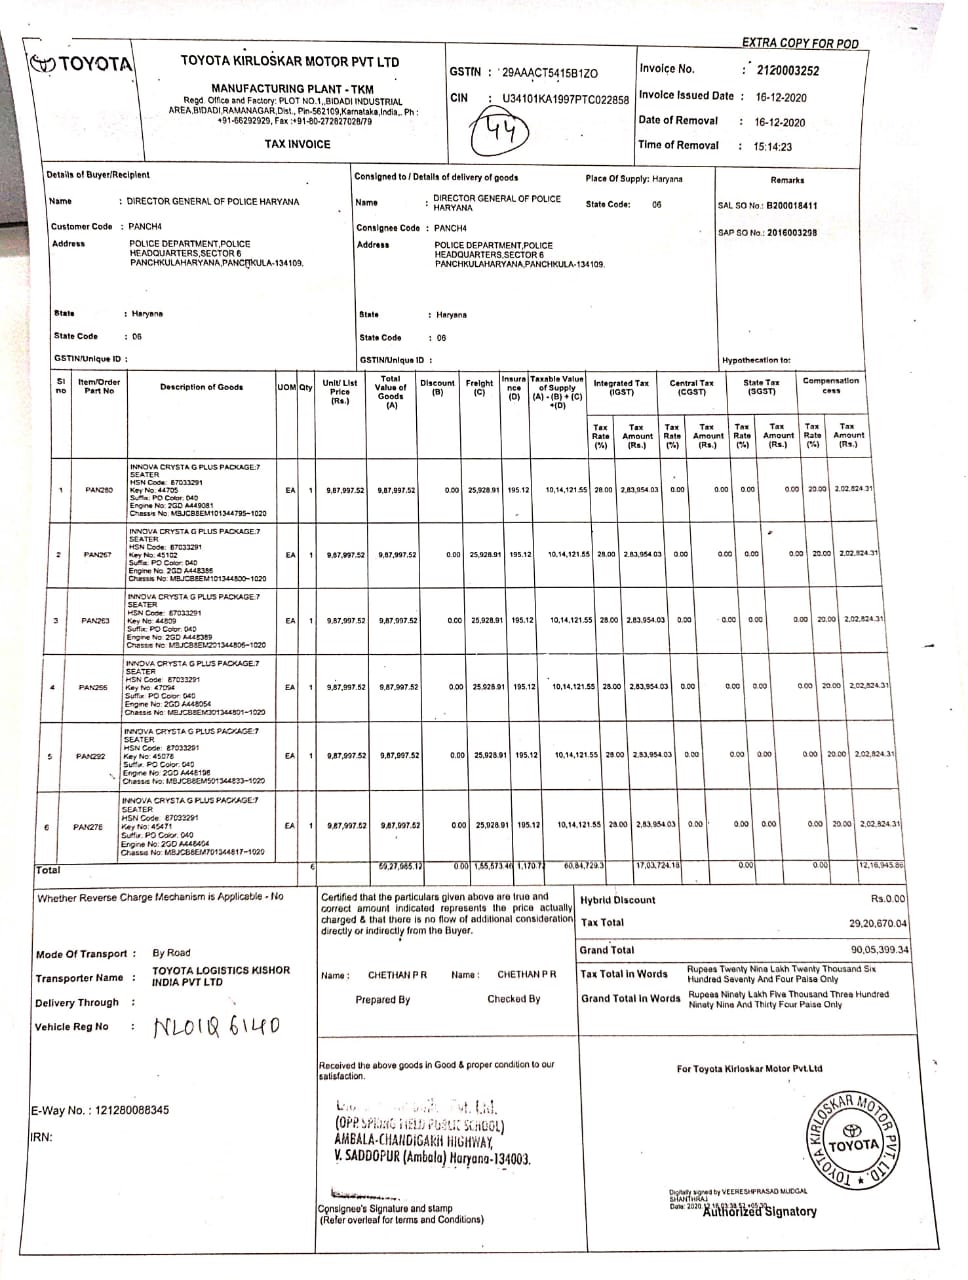 EXTRA COPY FOR POD
TOYOTA
TOYOTA KIRLOSKAR MOTOR PVT LTD
MANUFACTURING PLANT - TKM
Regd. Office and Factory: PLOT NO.1,,BIDADI INDUSTRIAL
AREA,BIDADI,RAMANAGAR,Dist., Pin-562109,Karnataka,India,. Ph :
+91-66292929, Fax :+91-80-272827028/79
TAX INVOICE
GSTIN : 29AAACT5415B1ZO
CIN : U34101KA1997PTC022858
44
Invoice No. : 2120003252
Invoice Issued Date : 16-12-2020
Date of Removal : 16-12-2020
Time of Removal : 15:14:23
Details of Buyer/Recipient
Name : DIRECTOR GENERAL OF POLICE HARYANA
Customer Code : PANCH4
Address POLICE DEPARTMENT,POLICE
HEADQUARTERS,SECTOR 6
PANCHKULAHARYANA,PANCHKULA-134109.
State : Haryana
State Code : 06
GSTIN/Unique ID :
Consigned to / Details of delivery of goods
Name : DIRECTOR GENERAL OF POLICE
HARYANA
Consignee Code : PANCH4
Address POLICE DEPARTMENT,POLICE
HEADQUARTERS,SECTOR 6
PANCHKULAHARYANA,PANCHKULA-134109.
State : Haryana
State Code : 06
GSTIN/Unique ID :
Place Of Supply: Haryana
State Code: 06
Remarks
SAL SO No.: B200018411
SAP SO No.: 2016003298
Hypothecation to:
Sl no Item/Order Part No Description of Goods UOM Qty Unit/ List Price (Rs.) Total Value of Goods (A) Discount (B) Freight (C) Insurance (D) Taxable Value of Supply (A) - (B) + (C) +(D) Integrated Tax (IGST) Central Tax (CGST) State Tax (SGST) Compensation cess
Tax Rate (%) Tax Amount (Rs.) Tax Rate (%) Tax Amount (Rs.) Tax Rate (%) Tax Amount (Rs.) Tax Rate (%) Tax Amount (Rs.)
INNOVA CRYSTA G PLUS PACKAGE:7
SEATER
HSN Code: 87033291
1 PAN280 Key No: 44705 EA 1 9,87,997.52 9,87,997.52 0.00 25,928.91 195.12 10,14,121.55 28.00 2,83,954.03 0.00 0.00 0.00 0.00 20.00 2,02,824.31
Suffix: PD Color: 040
Engine No: 2GD A449081
Chassis No: MBJCB8EM101344795-1020
INNOVA CRYSTA G PLUS PACKAGE:7
SEATER
HSN Code: 87033291
2 PAN267 Key No: 45102 EA 1 9,87,997.52 9,87,997.52 0.00 25,928.91 195.12 10,14,121.55 28.00 2,83,954.03 0.00 0.00 0.00 0.00 20.00 2,02,824.31
Suffix: PD Color: 040
Engine No: 2GD A448386
Chassis No: MBJCB8EM101344800-1020
INNOVA CRYSTA G PLUS PACKAGE:7
SEATER
HSN Code: 87033291
3 PAN263 Key No: 44809 EA 1 9,87,997.52 9,87,997.52 0.00 25,928.91 195.12 10,14,121.55 28.00 2,83,954.03 0.00 0.00 0.00 0.00 20.00 2,02,824.31
Suffix: PD Color: 040
Engine No: 2GD A448389
Chassis No: MBJCB8EM201344806-1020
INNOVA CRYSTA G PLUS PACKAGE:7
SEATER
HSN Code: 87033291
4 PAN266 Key No: 47094 EA 1 9,87,997.52 9,87,997.52 0.00 25,928.91 195.12 10,14,121.55 28.00 2,83,954.03 0.00 0.00 0.00 0.00 20.00 2,02,824.31
Suffix: PD Color: 040
Engine No: 2GD A448054
Chassis No: MBJCB8EM301344801-1020
INNOVA CRYSTA G PLUS PACKAGE:7
SEATER
HSN Code: 87033291
5 PAN292 Key No: 45078 EA 1 9,87,997.52 9,87,997.52 0.00 25,928.91 195.12 10,14,121.55 28.00 2,83,954.03 0.00 0.00 0.00 0.00 20.00 2,02,824.31
Suffix: PD Color: 040
Engine No: 2GD A448196
Chassis No: MBJCB8EM501344833-1020
INNOVA CRYSTA G PLUS PACKAGE:7
SEATER
HSN Code: 87033291
6 PAN276 Key No: 45471 EA 1 9,87,997.52 9,87,997.52 0.00 25,928.91 195.12 10,14,121.55 28.00 2,83,954.03 0.00 0.00 0.00 0.00 20.00 2,02,824.31
Suffix: PD Color: 040
Engine No: 2GD A448404
Chassis No: MBJCB8EM701344817-1020
Total 6 59,27,985.12 0.00 1,55,573.46 1,170.72 60,84,729.3 17,03,724.18 0.00 0.00 12,16,945.86
Whether Reverse Charge Mechanism is Applicable - No
Mode Of Transport : By Road
Transporter Name : TOYOTA LOGISTICS KISHOR
INDIA PVT LTD
Delivery Through :
Vehicle Reg No : NL01Q 6140
E-Way No. : 121280088345
IRN:
Certified that the particulars given above are true and
correct amount indicated represents the price actually
charged & that there is no flow of additional consideration
directly or indirectly from the Buyer.
Name : CHETHAN P R Name : CHETHAN P R
Prepared By Checked By
Hybrid Discount Rs.0.00
Tax Total 29,20,670.04
Grand Total 90,05,399.34
Tax Total in Words Rupees Twenty Nine Lakh Twenty Thousand Six
Hundred Seventy And Four Paise Only
Grand Total in Words Rupees Ninety Lakh Five Thousand Three Hundred
Ninety Nine And Thirty Four Paise Only
Received the above goods in Good & proper condition to our
satisfaction.
Pvt. Ltd.
(OPP.SPRING FIELD PUBLIC SCHOOL)
AMBALA-CHANDIGARH HIGHWAY,
V. SADDOPUR (Ambala) Haryana-134003.
Consignee's Signature and stamp
(Refer overleaf for terms and Conditions)
For Toyota Kirloskar Motor Pvt.Ltd
TOYOTA KIRLOSKAR MOTOR PVT. LTD.
TOYOTA
Digitally signed by VEERESHPRASAD MUDGAL
SHANTHRAJ
Date: 2020.12.16
Authorized Signatory